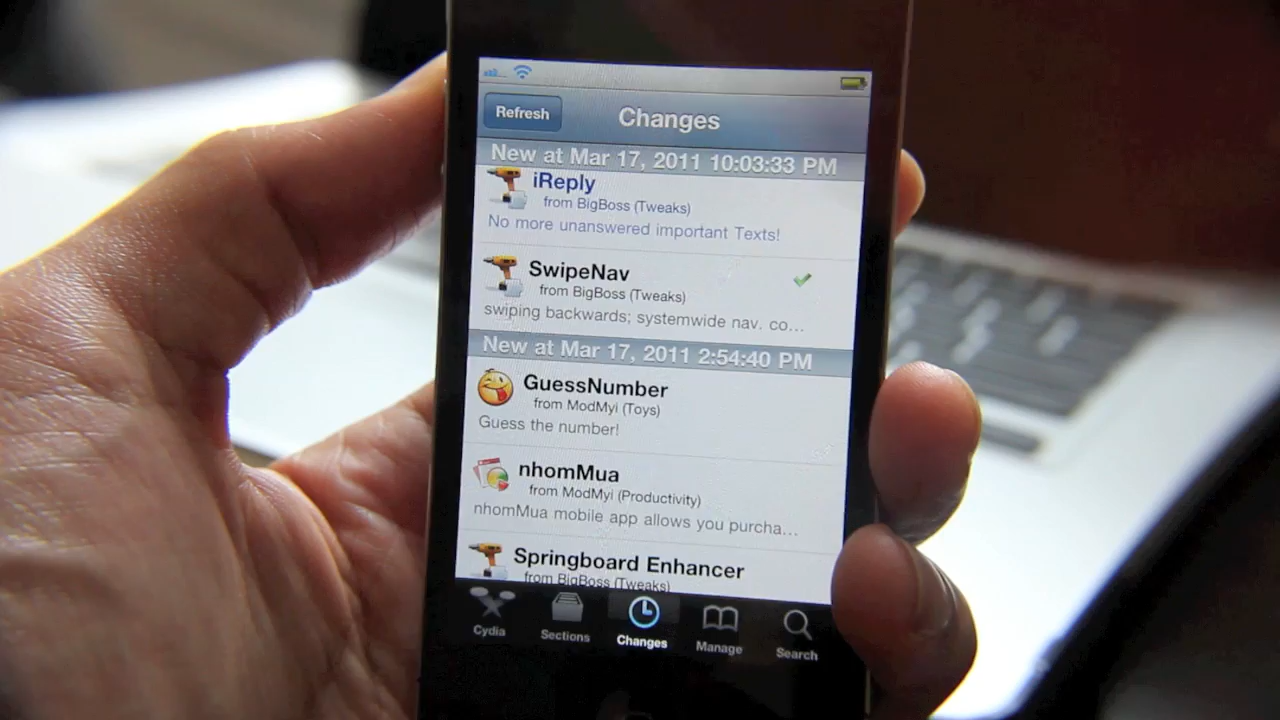 Refresh
Changes
New at Mar 17, 2011 10:03:33 PM
iReply
from BigBoss (Tweaks)
No more unanswered important Texts!
SwipeNav
from BigBoss (Tweaks)
swiping backwards; systemwide nav. co...
New at Mar 17, 2011 2:54:40 PM
GuessNumber
from ModMyi (Toys)
Guess the number!
nhomMua
from ModMyi (Productivity)
nhomMua mobile app allows you purcha...
Springboard Enhancer
from BigBoss (Tweaks)
Cydia Sections Changes Manage Search